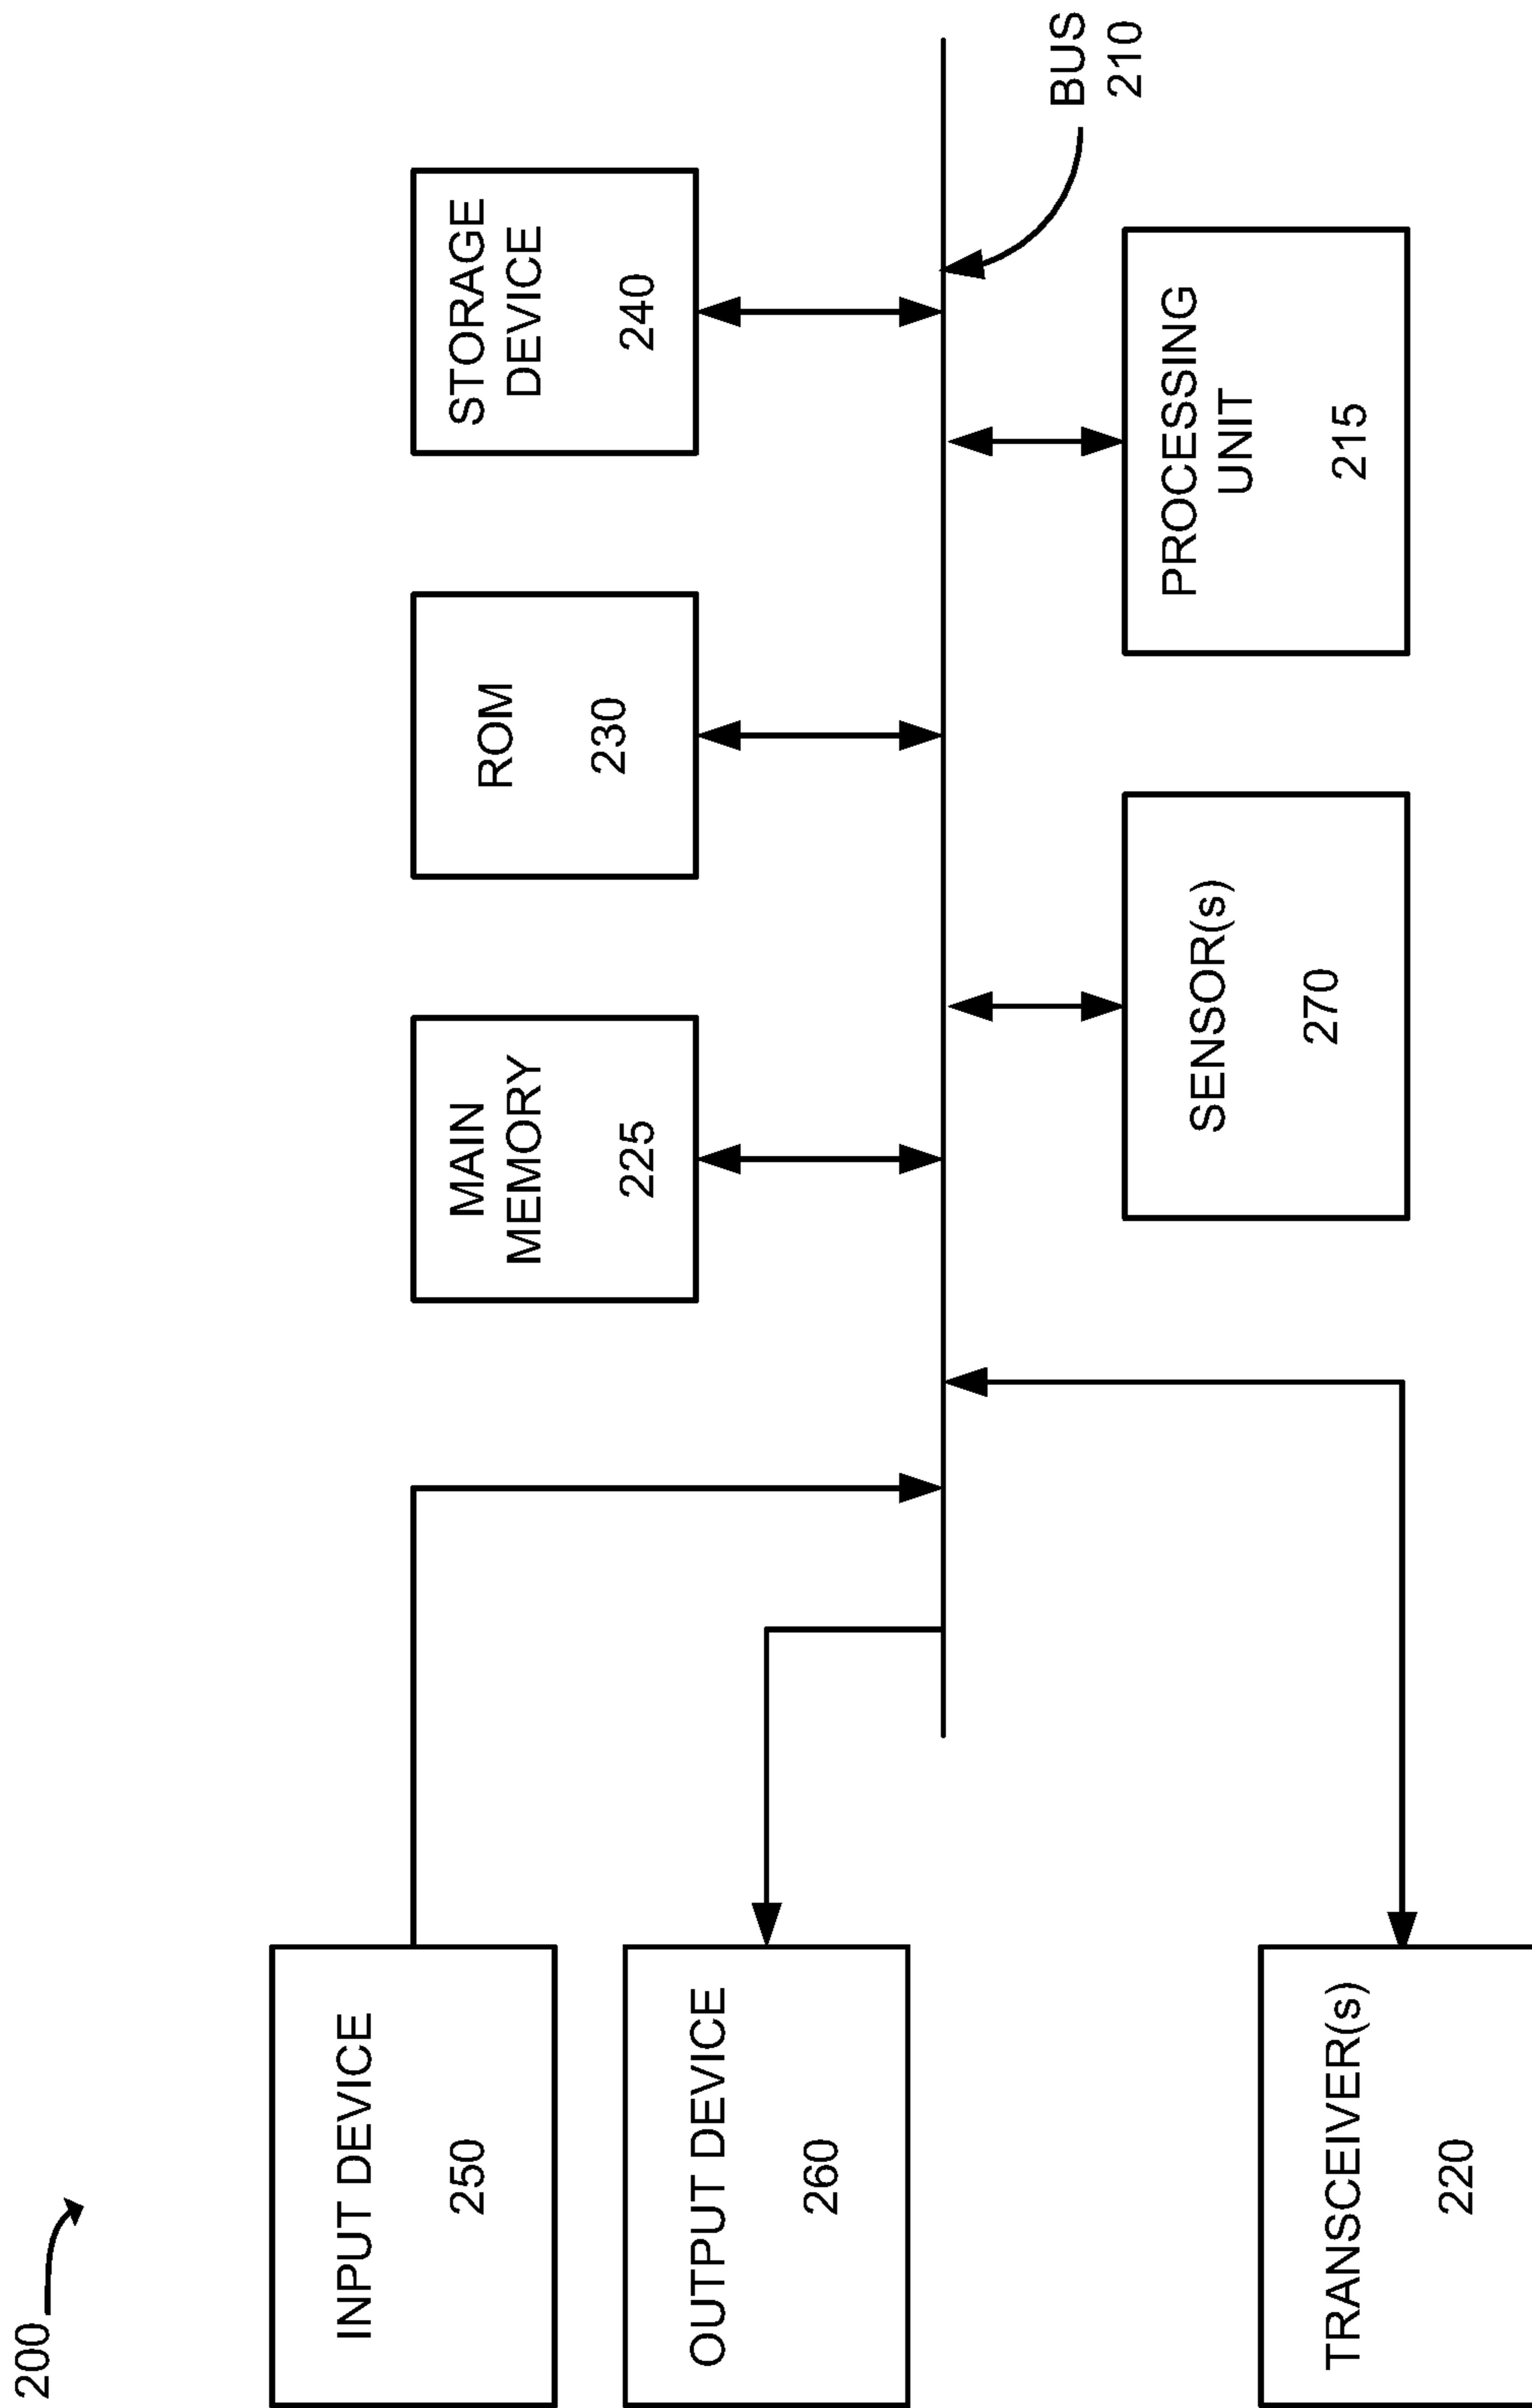 200
INPUT DEVICE
250
OUTPUT DEVICE
260
TRANSCEIVER(s)
220
MAIN
MEMORY
225
ROM
230
STORAGE
DEVICE
240
BUS
210
SENSOR(s)
270
PROCESSING
UNIT
215